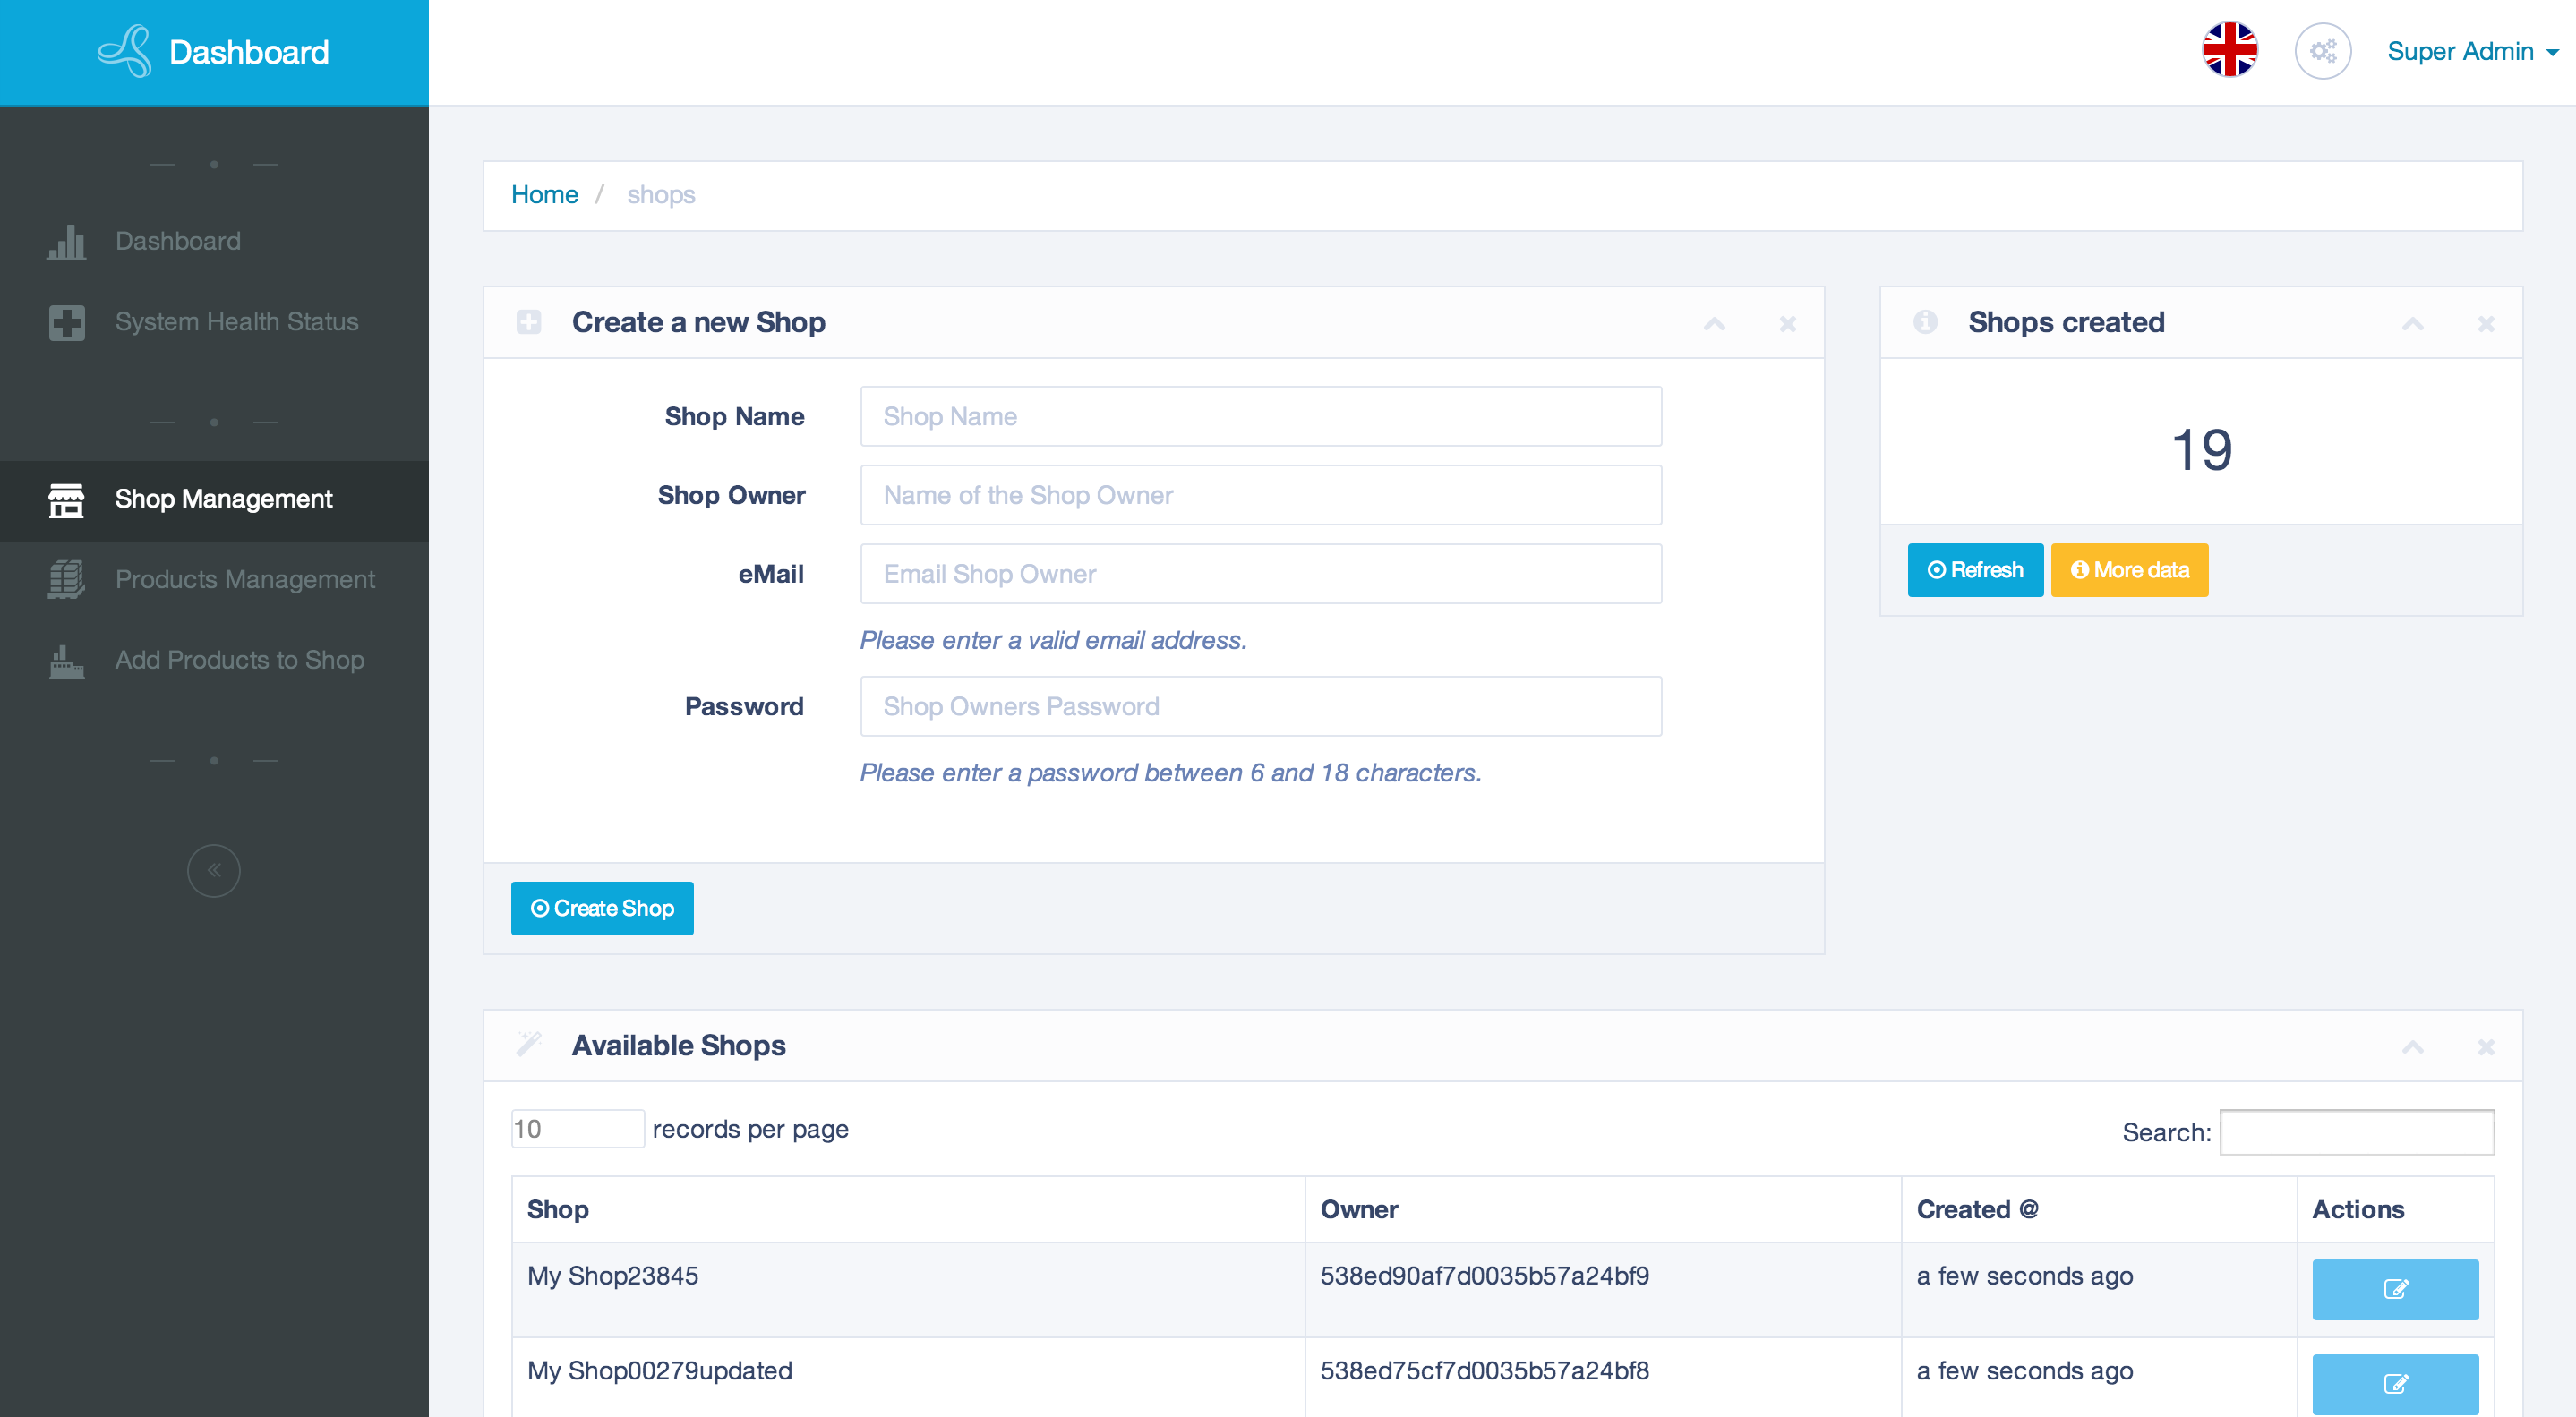 Dashboard
Super Admin
Dashboard
System Health Status
Shop Management
Products Management
Add Products to Shop
Home / shops
Create a new Shop
Shop Name Shop Name
Shop Owner Name of the Shop Owner
eMail Email Shop Owner
Please enter a valid email address.
Password Shop Owners Password
Please enter a password between 6 and 18 characters.
Create Shop
Shops created
19
Refresh More data
Available Shops
10 records per page Search:
Shop Owner Created @ Actions
My Shop23845 538ed90af7d0035b57a24bf9 a few seconds ago
My Shop00279updated 538ed75cf7d0035b57a24bf8 a few seconds ago